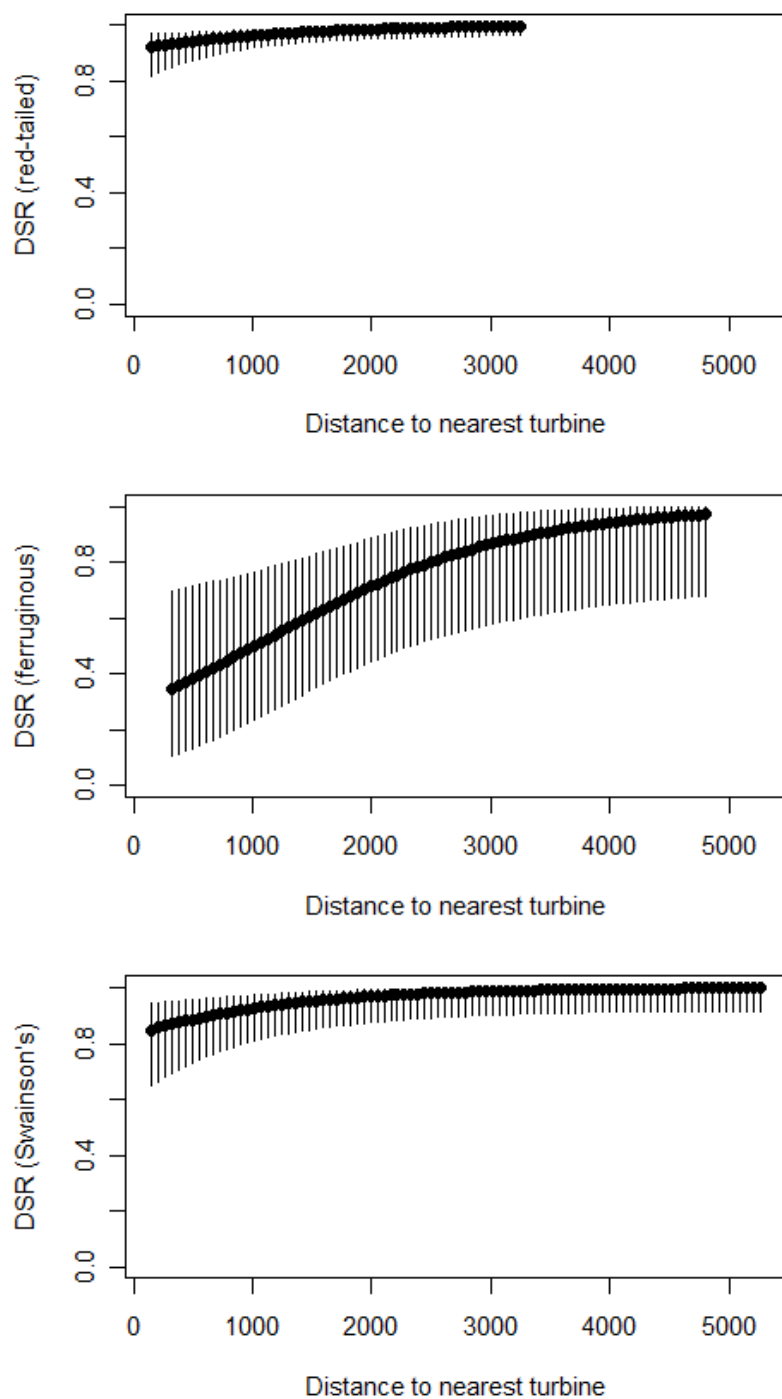 DSR (red-tailed)
0.8
0.4
0.0
0 1000 2000 3000 4000 5000
Distance to nearest turbine
DSR (ferruginous)
0.8
0.4
0.0
0 1000 2000 3000 4000 5000
Distance to nearest turbine
DSR (Swainson's)
0.8
0.4
0.0
0 1000 2000 3000 4000 5000
Distance to nearest turbine